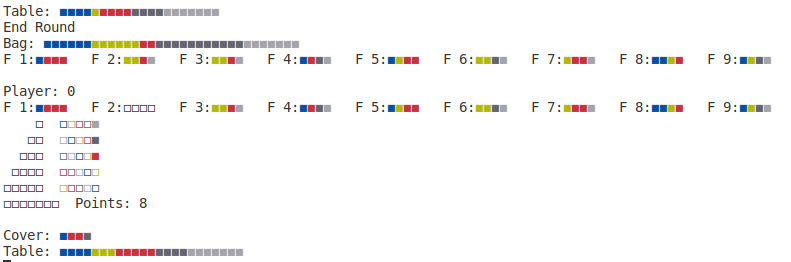 Table: ■■■■■■■■■■■■■■■■■■■■
End Round
Bag: ■■■■■■■■■■■■■■■■■■■■■■■■■■■■■■■■
F 1:■■■■ F 2:■■■■ F 3:■■■■ F 4:■■■■ F 5:■■■■ F 6:■■■■ F 7:■■■■ F 8:■■■■ F 9:■■■■
Player: 0
F 1:■■■■ F 2:□□□□ F 3:■■■■ F 4:■■■■ F 5:■■■■ F 6:■■■■ F 7:■■■■ F 8:■■■■ F 9:■■■■
□ □□□□■
□□ □□□□■
□□□ □□□□■
□□□□ □□□□□
□□□□□ □□□□□
□□□□□□□ Points: 8
Cover: ■■■■
Table: ■■■■■■■■■■■■■■■■■■■■■■■